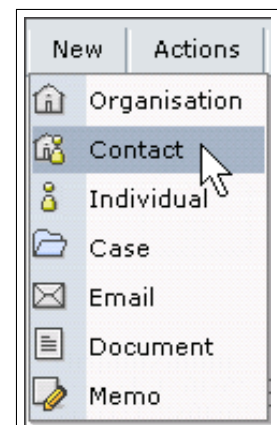 New Actions
Organisation
Contact
Individual
Case
Email
Document
Memo